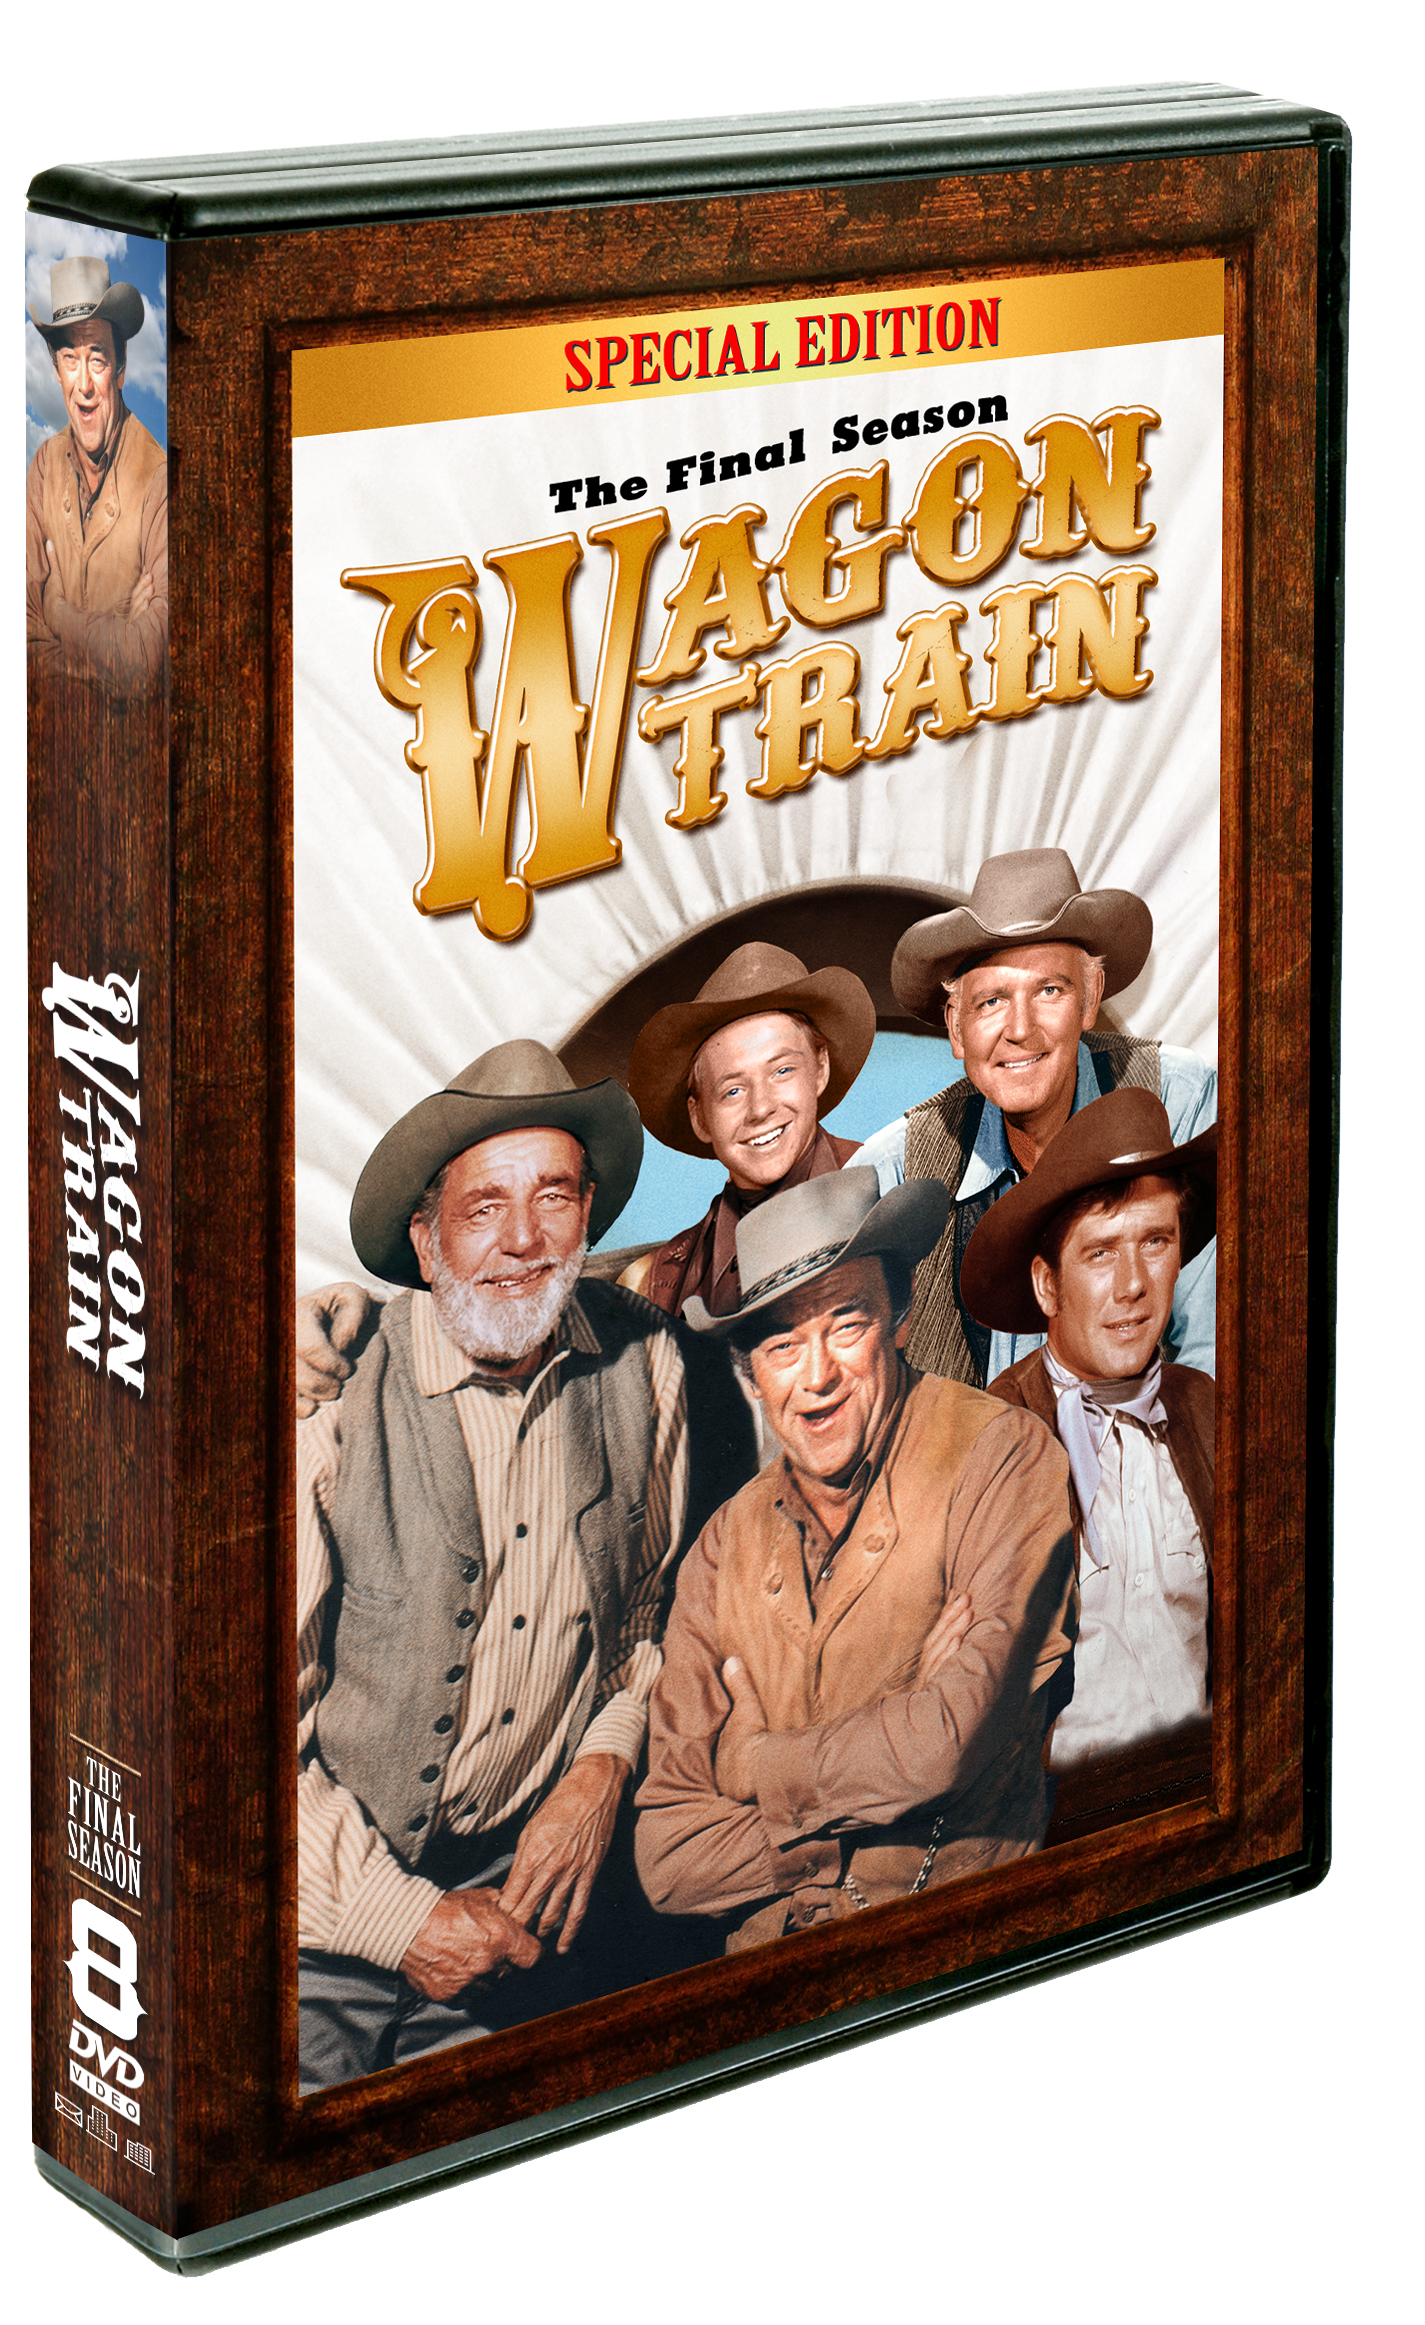 SPECIAL EDITION
The Final Season
WAGON
TRAIN
WAGON
TRAIN
THE
FINAL
SEASON
8
DVD
VIDEO